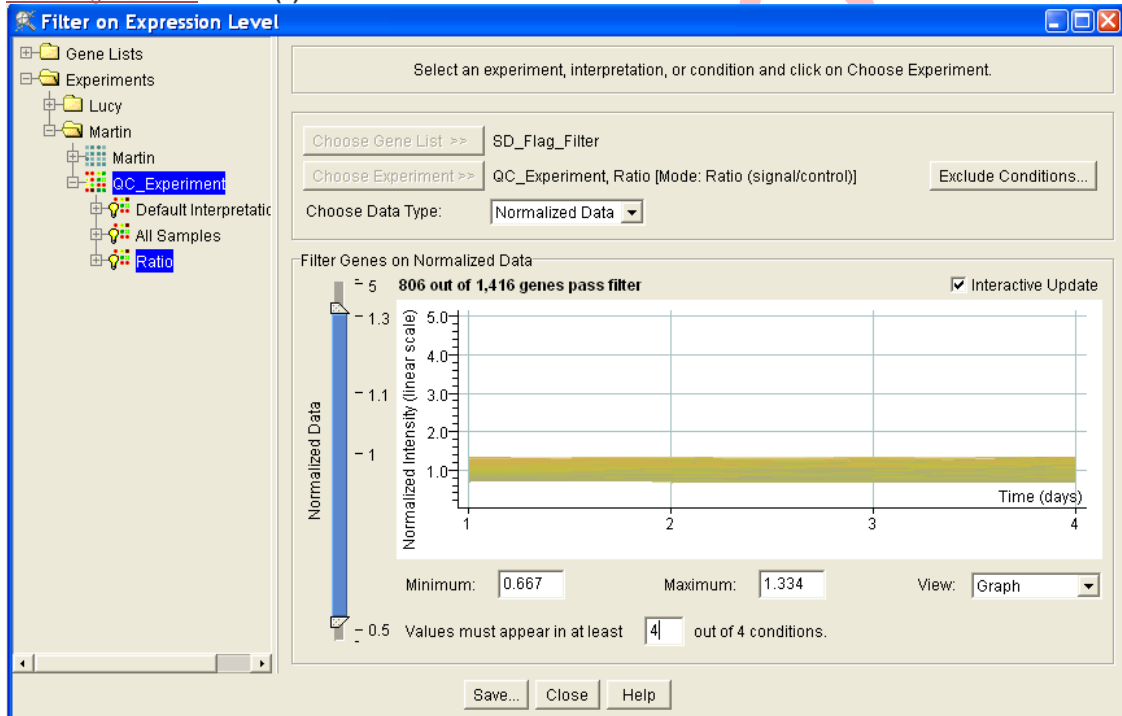 Filter on Expression Level
Gene Lists
Experiments
Lucy
Martin
Martin
QC_Experiment
Default Interpretatic
All Samples
Ratio
Select an experiment, interpretation, or condition and click on Choose Experiment.
Choose Gene List >> SD_Flag_Filter
Choose Experiment >> QC_Experiment, Ratio [Mode: Ratio (signal/control)] Exclude Conditions...
Choose Data Type: Normalized Data
Filter Genes on Normalized Data
806 out of 1,416 genes pass filter Interactive Update
Normalized Data
5
1.3
1.1
1
0.5
Normalized Intensity (linear scale)
5.0
4.0
3.0
2.0
1.0
Time (days)
1 2 3 4
Minimum: 0.667 Maximum: 1.334 View: Graph
Values must appear in at least 4 out of 4 conditions.
Save... Close Help